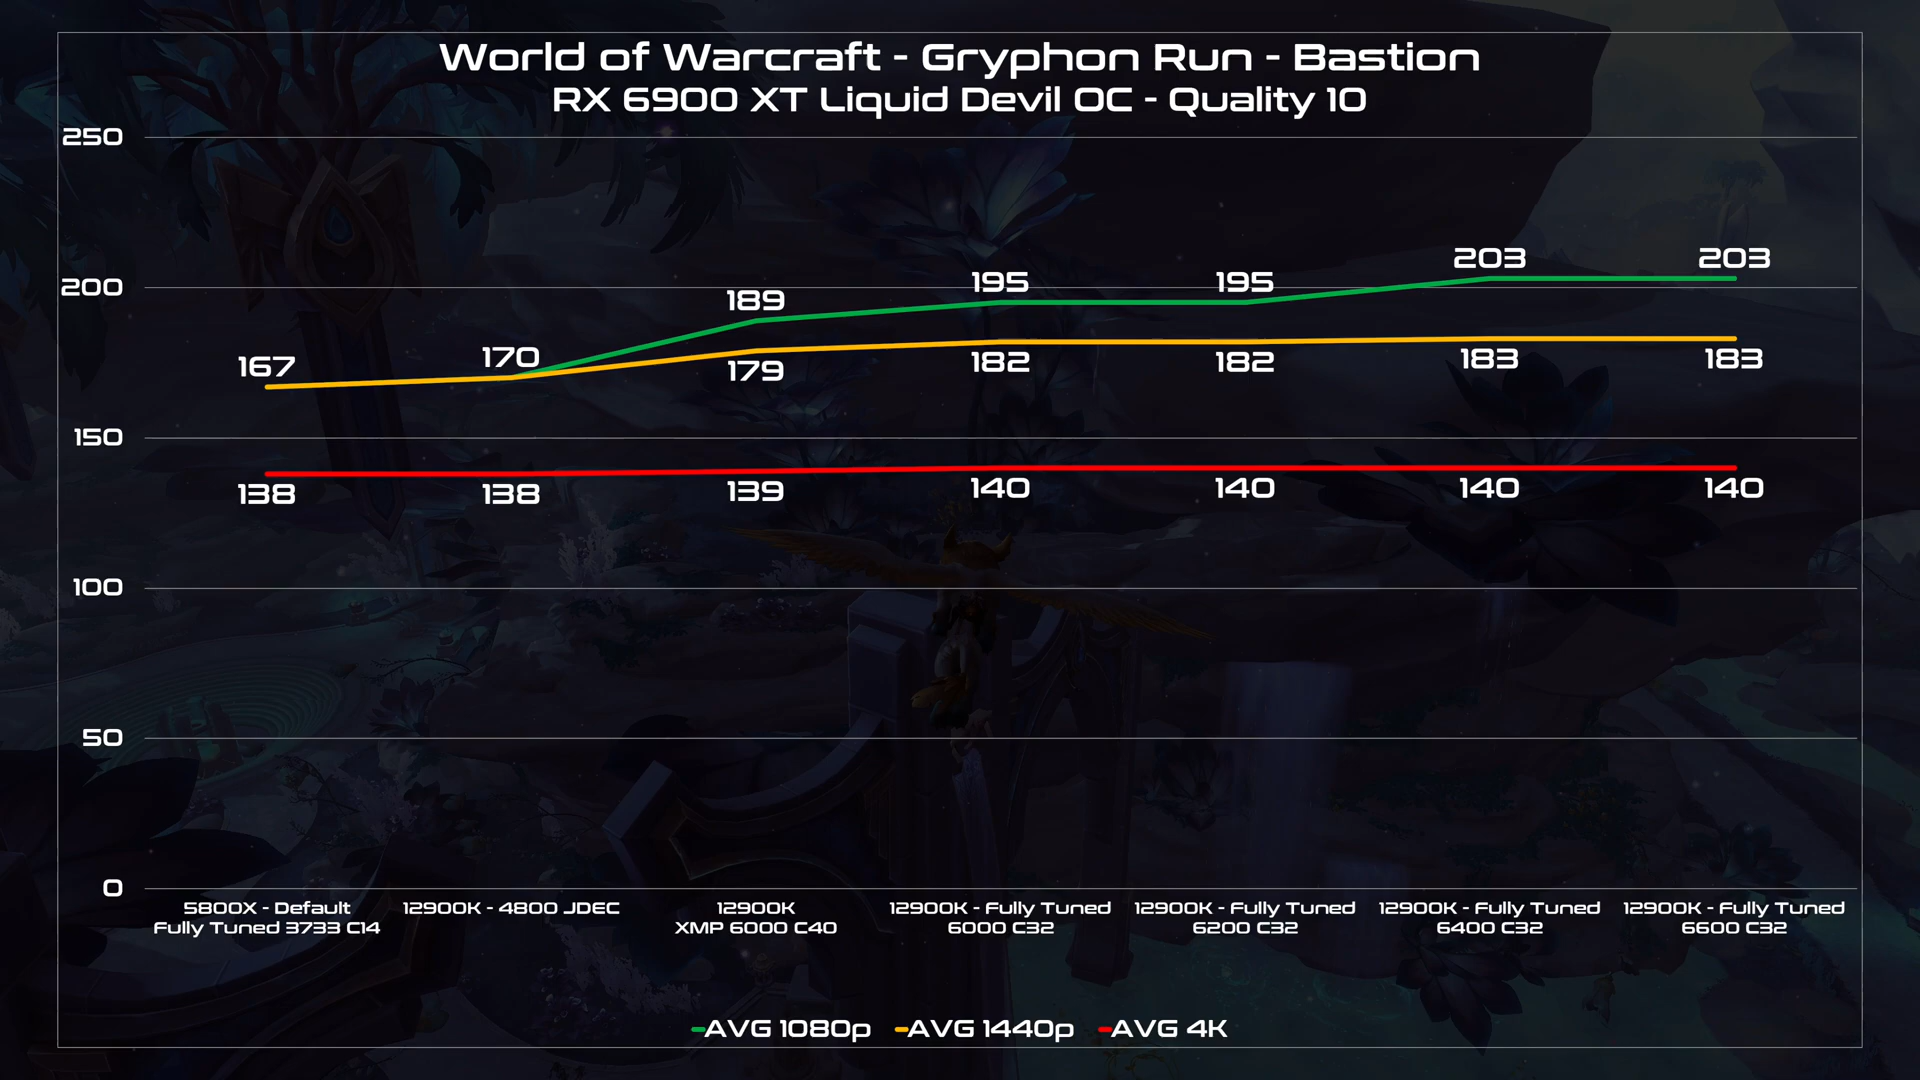 World of Warcraft - Gryphon Run - Bastion
RX 6900 XT Liquid Devil OC - Quality 10
250
200
150
100
50
0
167
170
189
195
195
203
203
179
182
182
183
183
138
138
139
140
140
140
140
5800X - Default
Fully Tuned 3733 C14
12900K - 4800 JDEC
12900K
XMP 6000 C40
12900K - Fully Tuned
6000 C32
12900K - Fully Tuned
6200 C32
12900K - Fully Tuned
6400 C32
12900K - Fully Tuned
6600 C32
AVG 1080p AVG 1440p AVG 4K